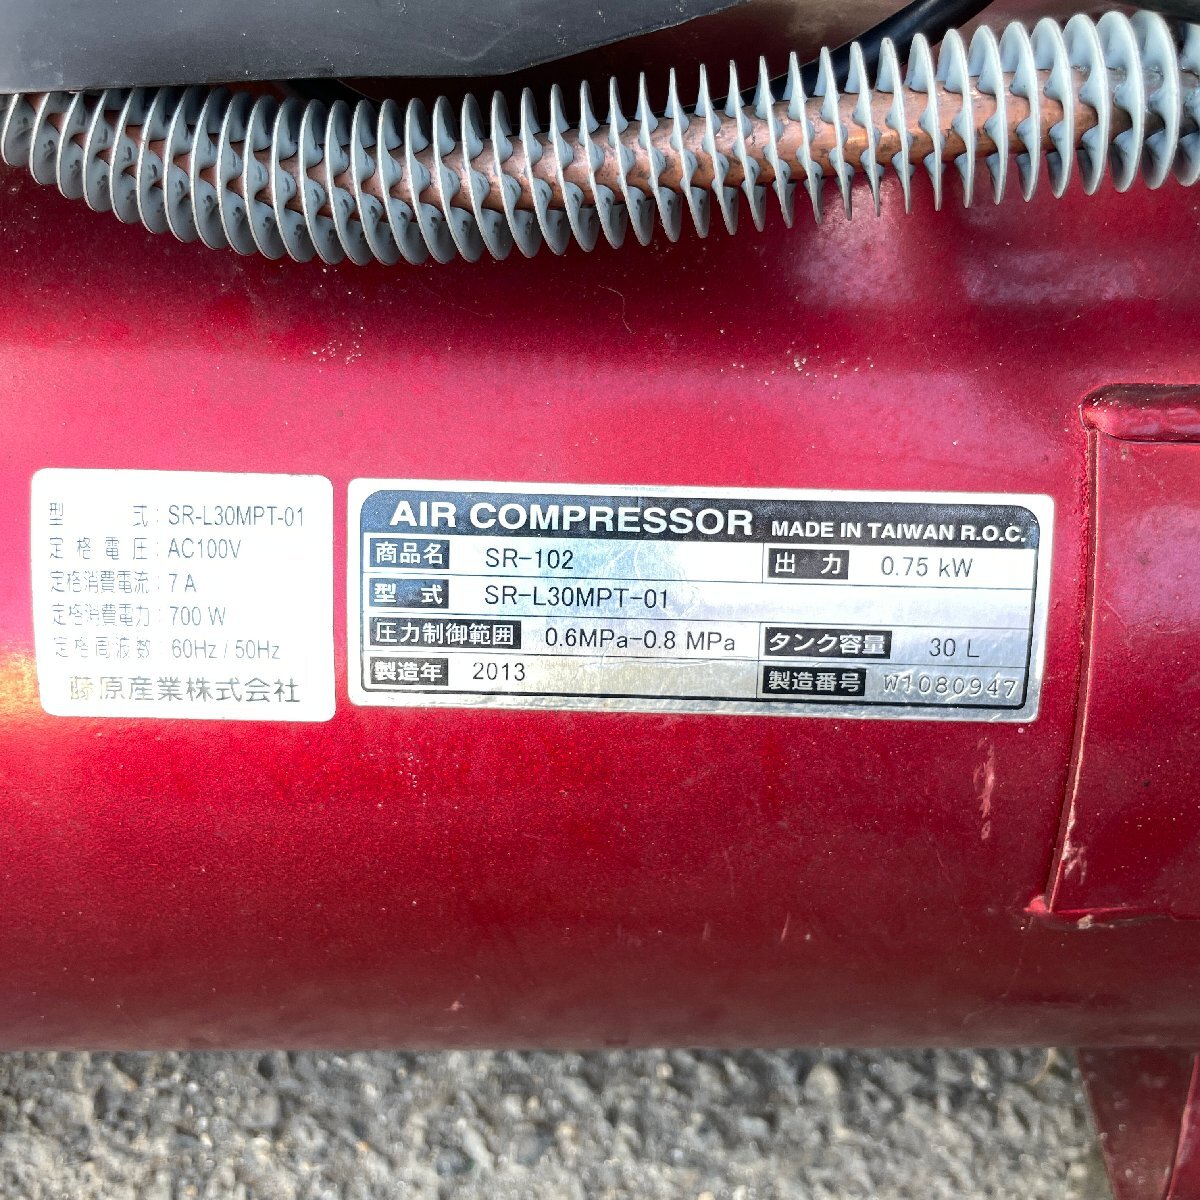 型 式 : SR-L30MPT-01
定格電圧 : AC100V
定格消費電流 : 7 A
定格消費電力 : 700 W
定格周波数 : 60Hz / 50Hz
藤原産業株式会社
AIR COMPRESSOR MADE IN TAIWAN R.O.C.
商品名 SR-102 出 力 0.75 kW
型 式 SR-L30MPT-01
圧力制御範囲 0.6MPa-0.8 MPa タンク容量 30 L
製造年 2013 製造番号 W1080947